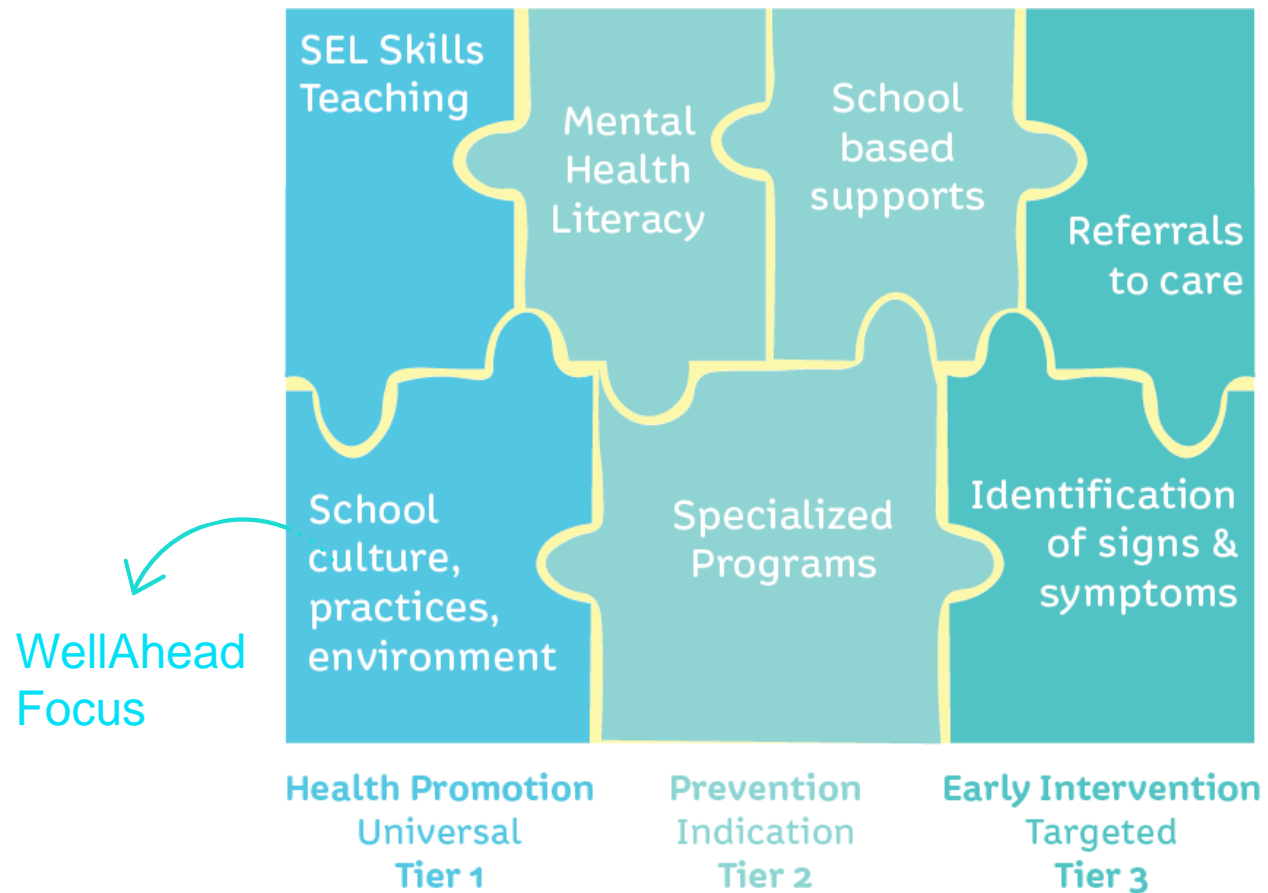 SEL Skills
Teaching
Mental
Health
Literacy
School
based
supports
Referrals
to care
School
culture,
practices,
environment
Specialized
Programs
Identification
of signs &
symptoms
WellAhead
Focus
Health Promotion
Universal
Tier 1
Prevention
Indication
Tier 2
Early Intervention
Targeted
Tier 3